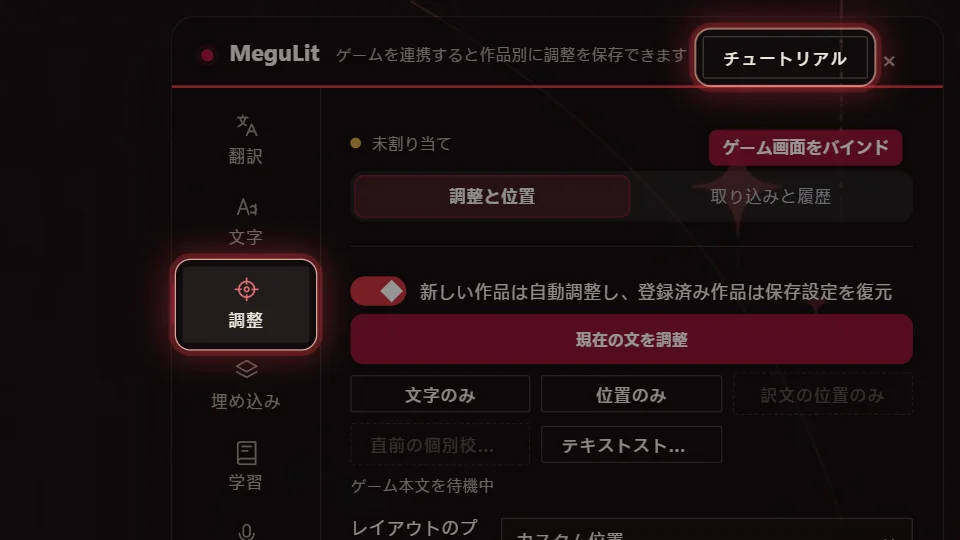 MeguLit ゲームを連携すると作品別に調整を保存できます チュートリアル ×
翻訳
文字
調整
埋め込み
学習
未割り当て ゲーム画面をバインド
調整と位置 取り込みと履歴
新しい作品は自動調整し、登録済み作品は保存設定を復元
現在の文を調整
文字のみ 位置のみ 訳文の位置のみ
直前の個別校... テキストスト...
ゲーム本文を待機中
レイアウトのプ カスタム位置